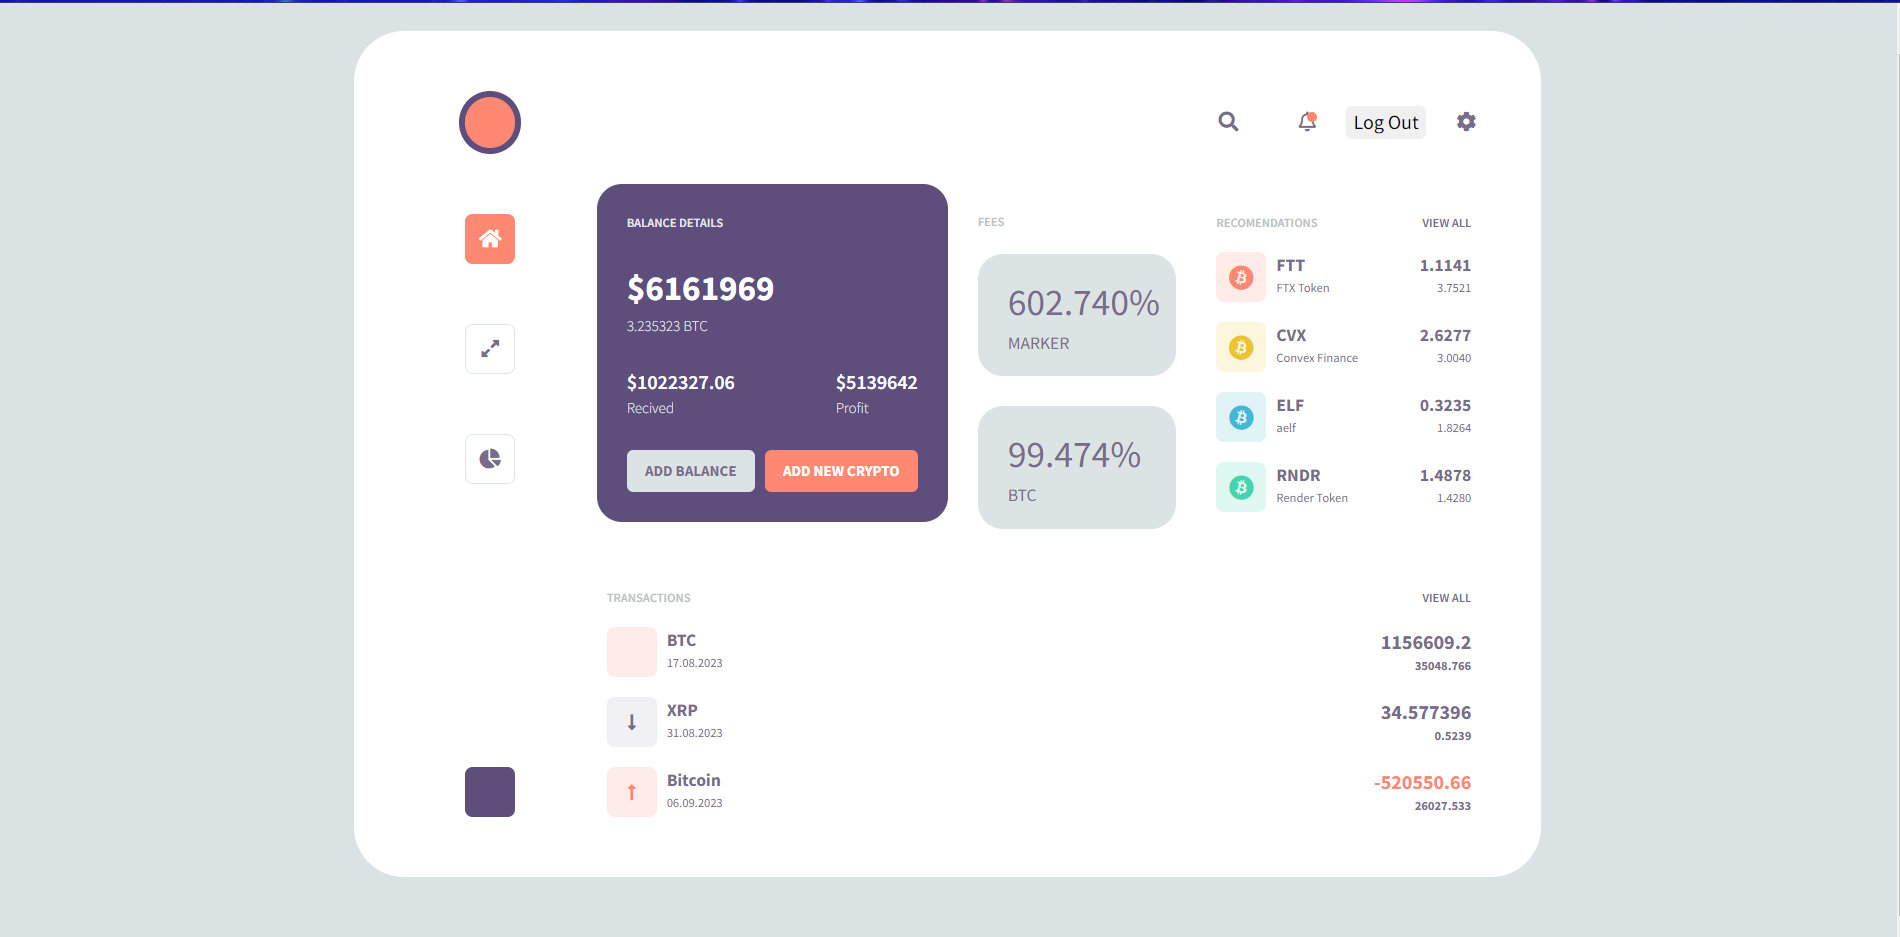 Log Out
BALANCE DETAILS
$6161969
3.235323 BTC
$1022327.06
Recived
$5139642
Profit
ADD BALANCE
ADD NEW CRYPTO
FEES
602.740%
MARKER
99.474%
BTC
RECOMENDATIONS
VIEW ALL
FTT
1.1141
FTX Token
3.7521
CVX
2.6277
Convex Finance
3.0040
ELF
0.3235
aelf
1.8264
RNDR
1.4878
Render Token
1.4280
TRANSACTIONS
VIEW ALL
BTC
1156609.2
17.08.2023
35048.766
XRP
34.577396
31.08.2023
0.5239
Bitcoin
-520550.66
06.09.2023
26027.533